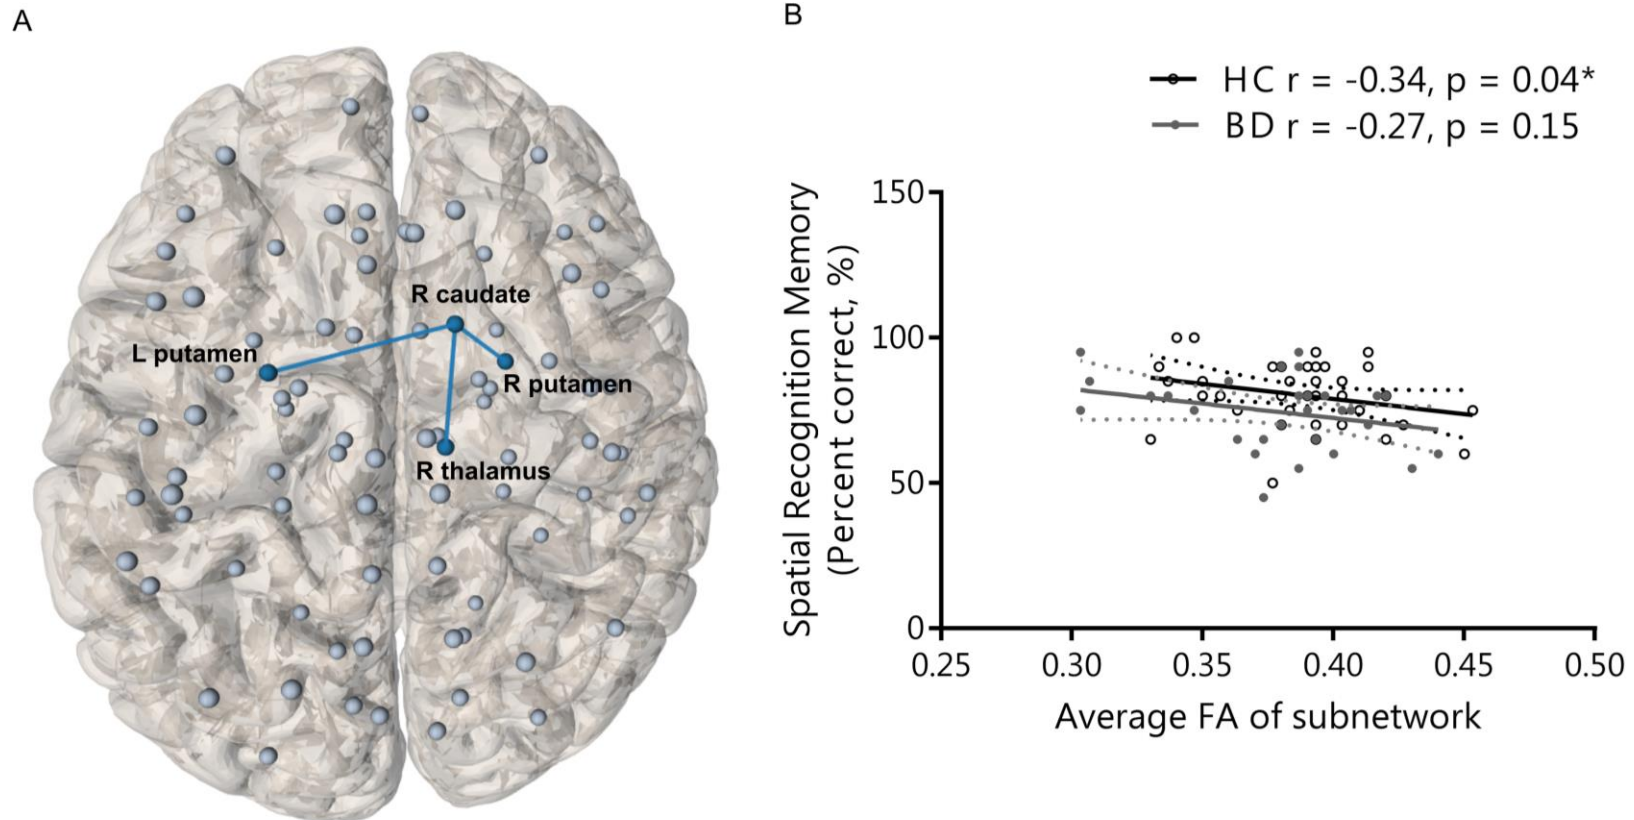 A
R caudate
L putamen
R putamen
R thalamus
B
HC r = -0.34, p = 0.04*
BD r = -0.27, p = 0.15
Spatial Recognition Memory
(Percent correct, %)
150
100
50
0
0.25 0.30 0.35 0.40 0.45 0.50
Average FA of subnetwork